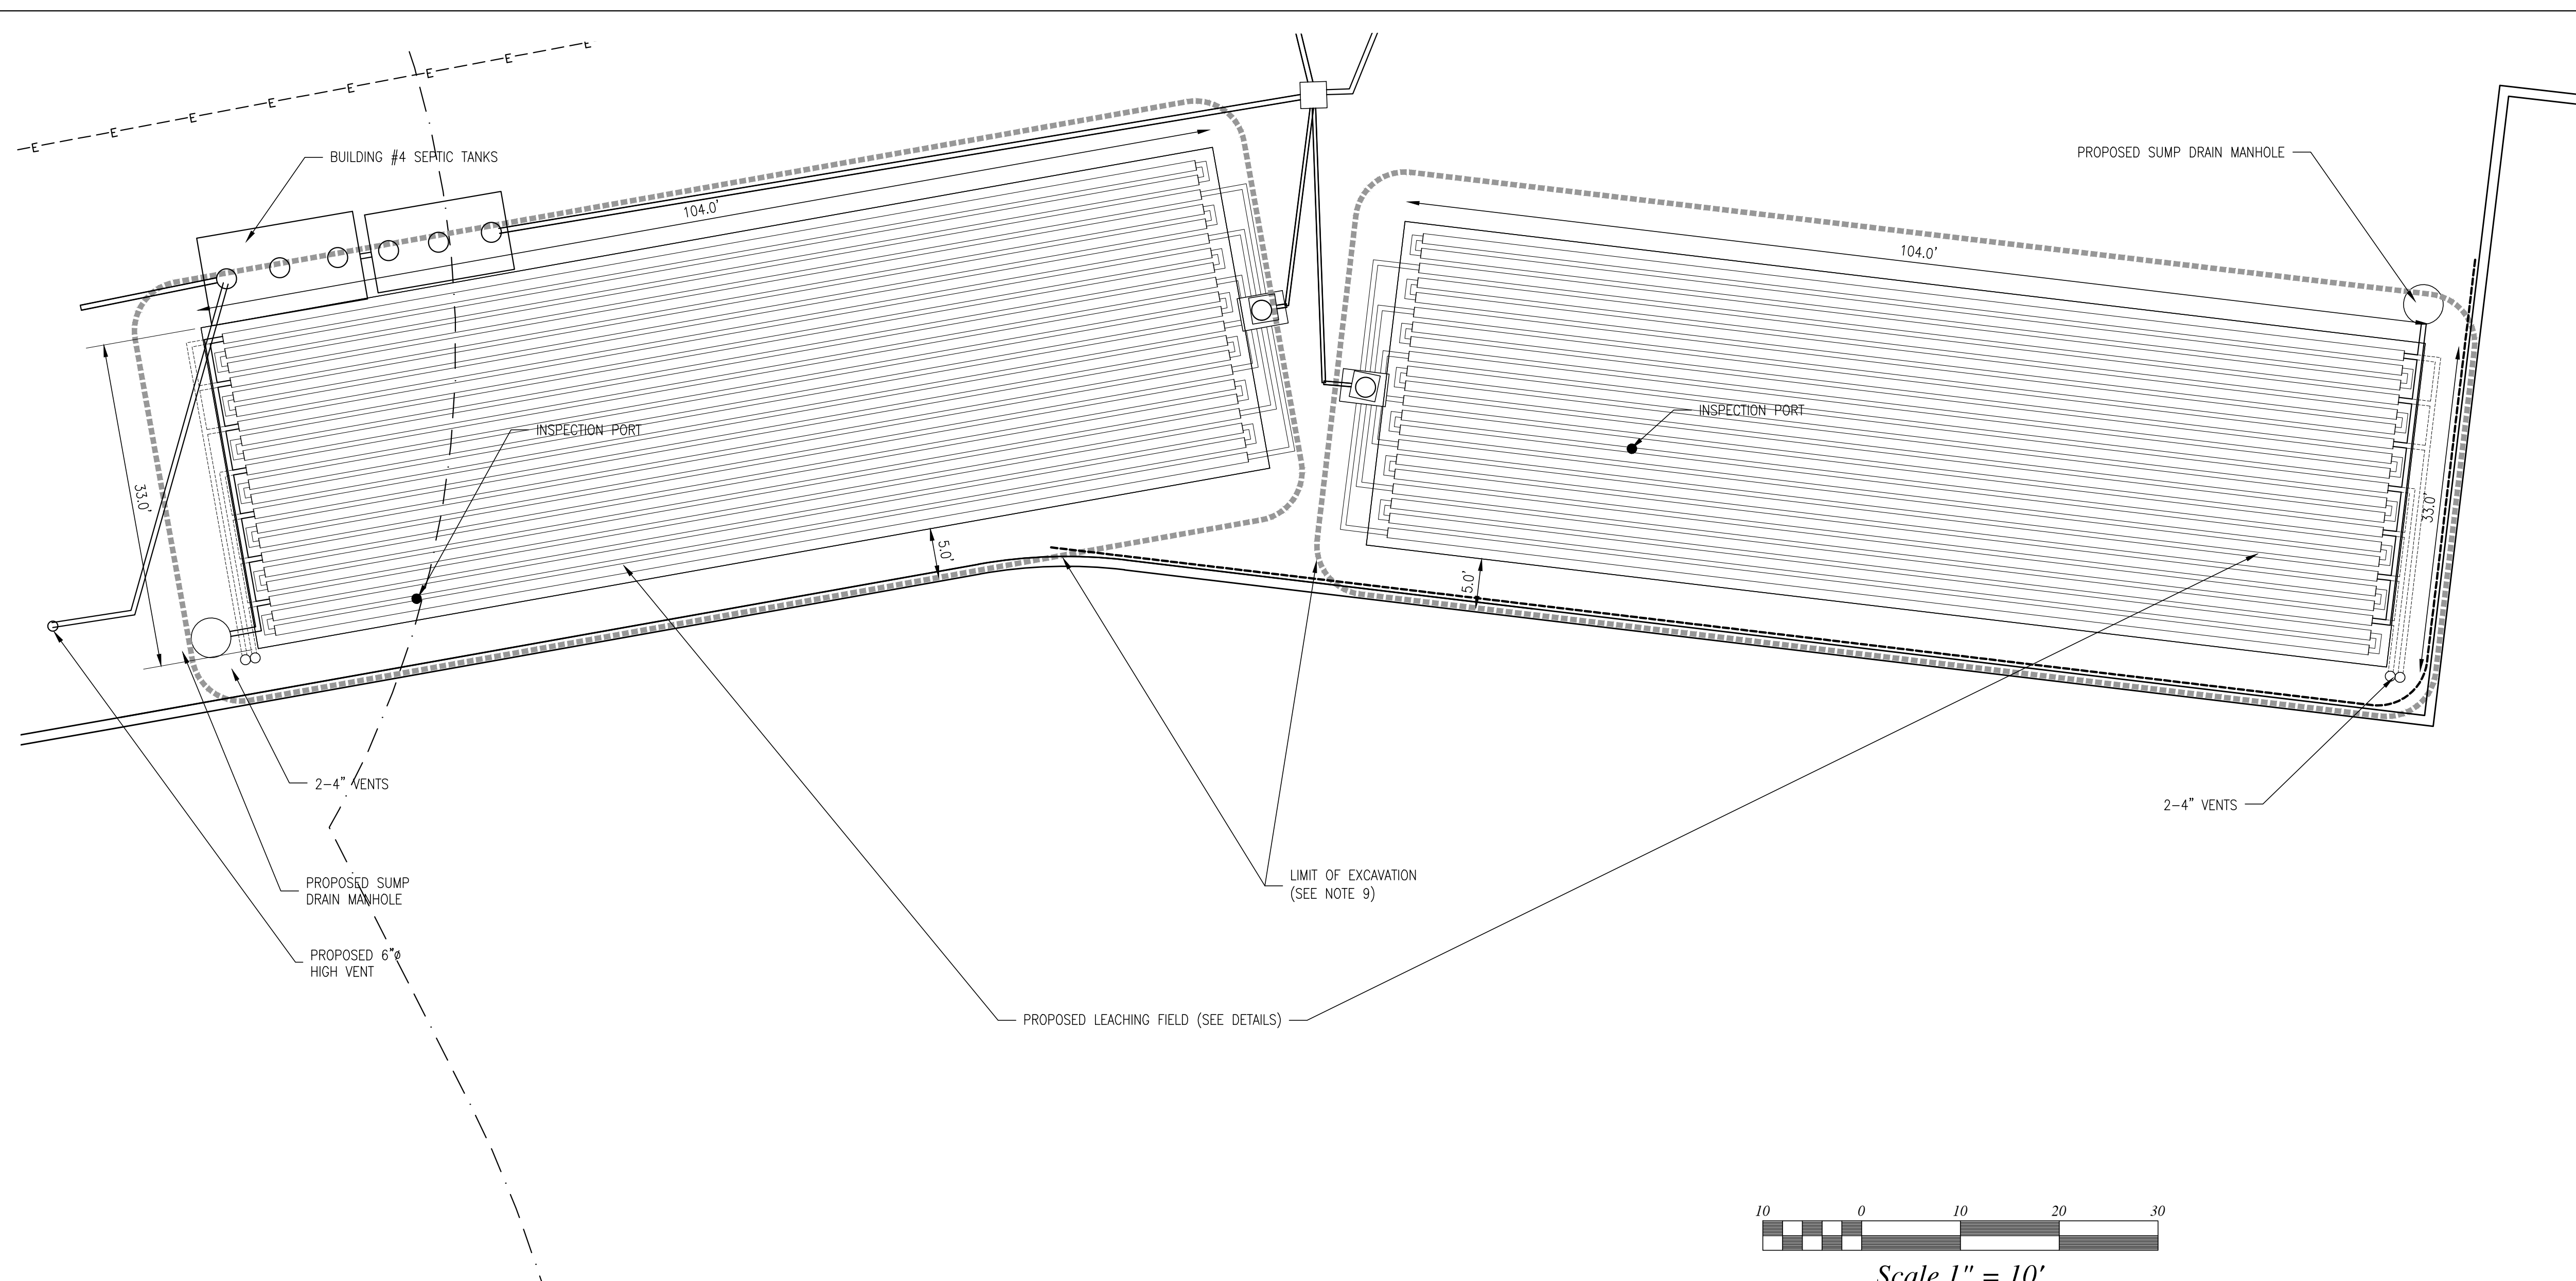 E E E E E E E E
BUILDING #4 SEPTIC TANKS
PROPOSED SUMP DRAIN MANHOLE
104.0'
104.0'
INSPECTION PORT
INSPECTION PORT
33.0'
33.0'
5.0'
5.0'
2-4" VENTS
2-4" VENTS
PROPOSED SUMP
DRAIN MANHOLE
LIMIT OF EXCAVATION
(SEE NOTE 9)
PROPOSED 6"ø
HIGH VENT
PROPOSED LEACHING FIELD (SEE DETAILS)
10 0 10 20 30
Scale 1" = 10'